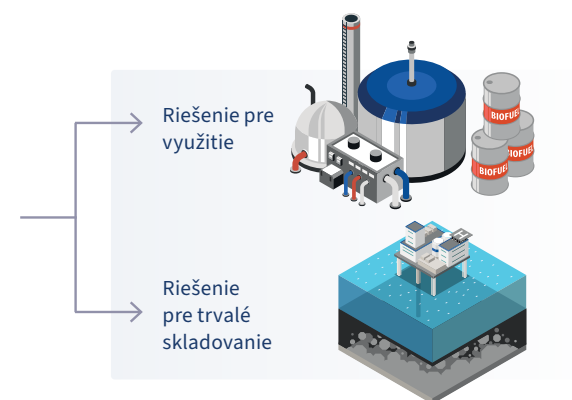 Riešenie pre
využitie
BIOFUEL
BIOFUEL
BIOFUEL
Riešenie
pre trvalé
skladovanie